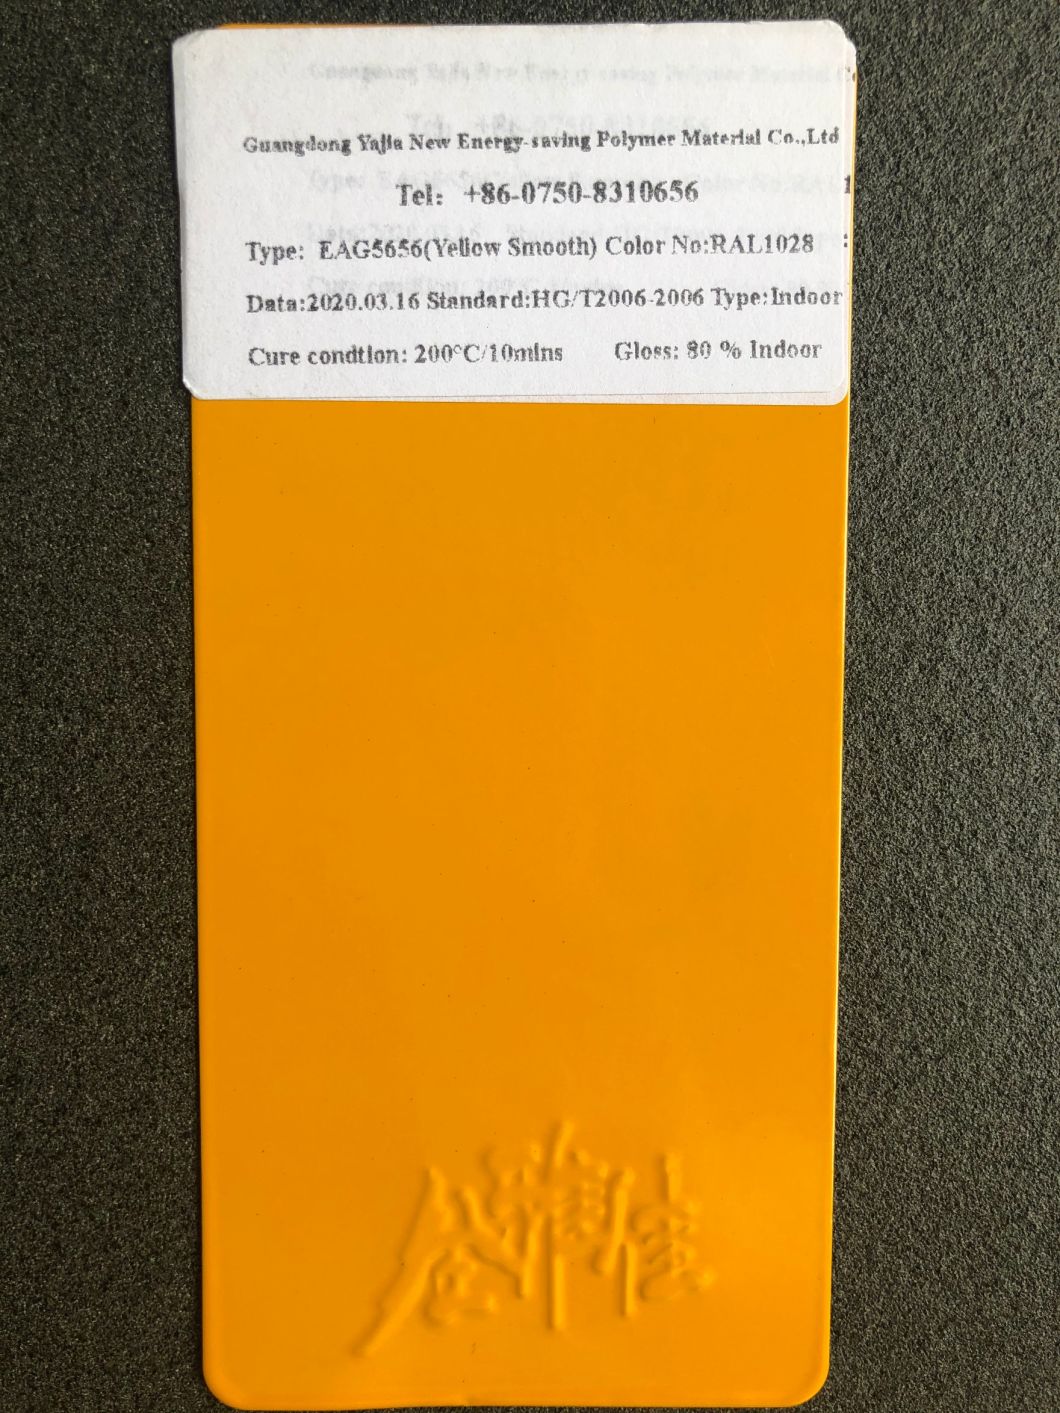 Guangdong Yajia New Energy-saving Polymer Material Co.,Ltd
Tel: +86-0750-8310656
Type: EAG5656(Yellow Smooth) Color No:RAL1028
Data:2020.03.16 Standard:HG/T2006-2006 Type:Indoor
Cure condtion: 200°C/10mins Gloss: 80 % Indoor